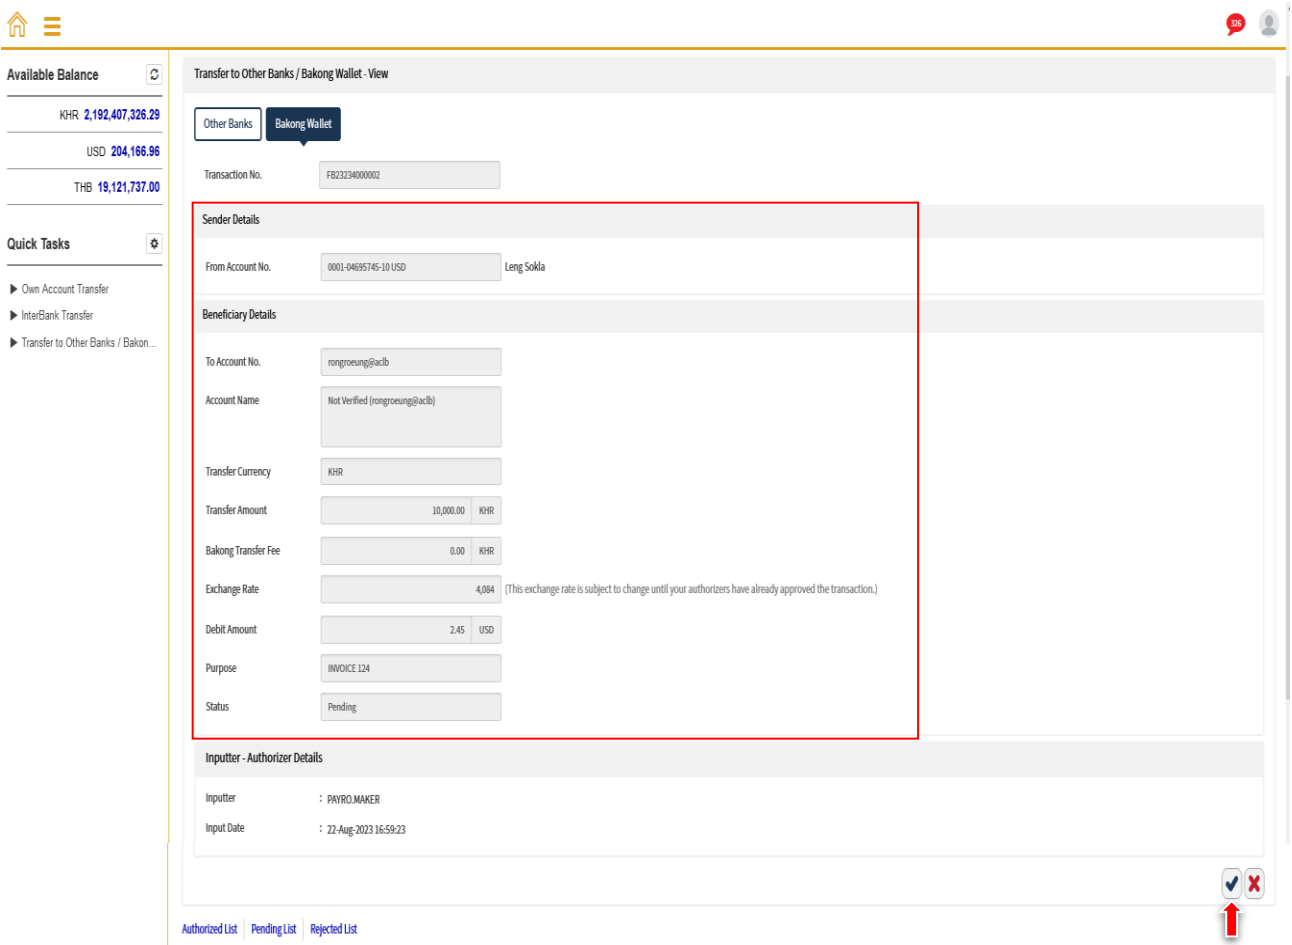 326
Available Balance
KHR 2,192,407,326.29
USD 204,166.96
THB 19,121,737.00
Quick Tasks
Own Account Transfer
InterBank Transfer
Transfer to Other Banks / Bakon...
Transfer to Other Banks / Bakong Wallet - View
Other Banks Bakong Wallet
Transaction No. FB23234000002
Sender Details
From Account No. 0001-04695745-10 USD Leng Sokla
Beneficiary Details
To Account No. rongroeung@aclb
Account Name Not Verified (rongroeung@aclb)
Transfer Currency KHR
Transfer Amount 10,000.00 KHR
Bakong Transfer Fee 0.00 KHR
Exchange Rate 4,084 (This exchange rate is subject to change until your authorizers have already approved the transaction.)
Debit Amount 2.45 USD
Purpose INVOICE 124
Status Pending
Inputter - Authorizer Details
Inputter : PAYRO.MAKER
Input Date : 22-Aug-2023 16:59:23
Authorized List Pending List Rejected List